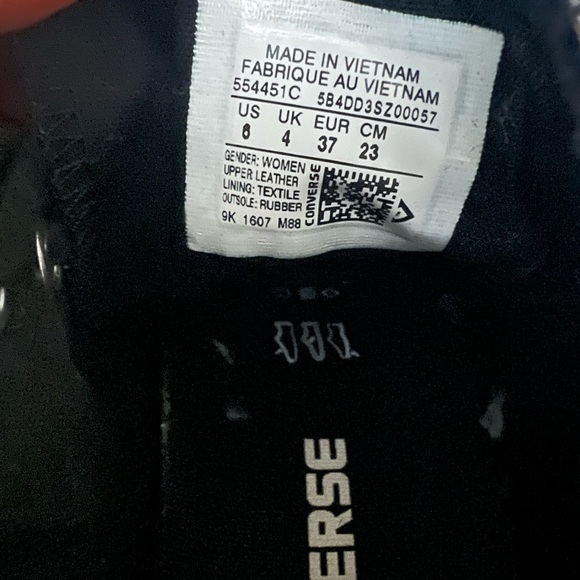 MADE IN VIETNAM
FABRIQUE AU VIETNAM
554451C 5B4DD3SZ00057
US UK EUR CM
6 4 37 23
GENDER: WOMEN
UPPER LEATHER
LINING: TEXTILE
OUTSOLE: RUBBER
9K 1607 M88
CONVERSE
ERSE